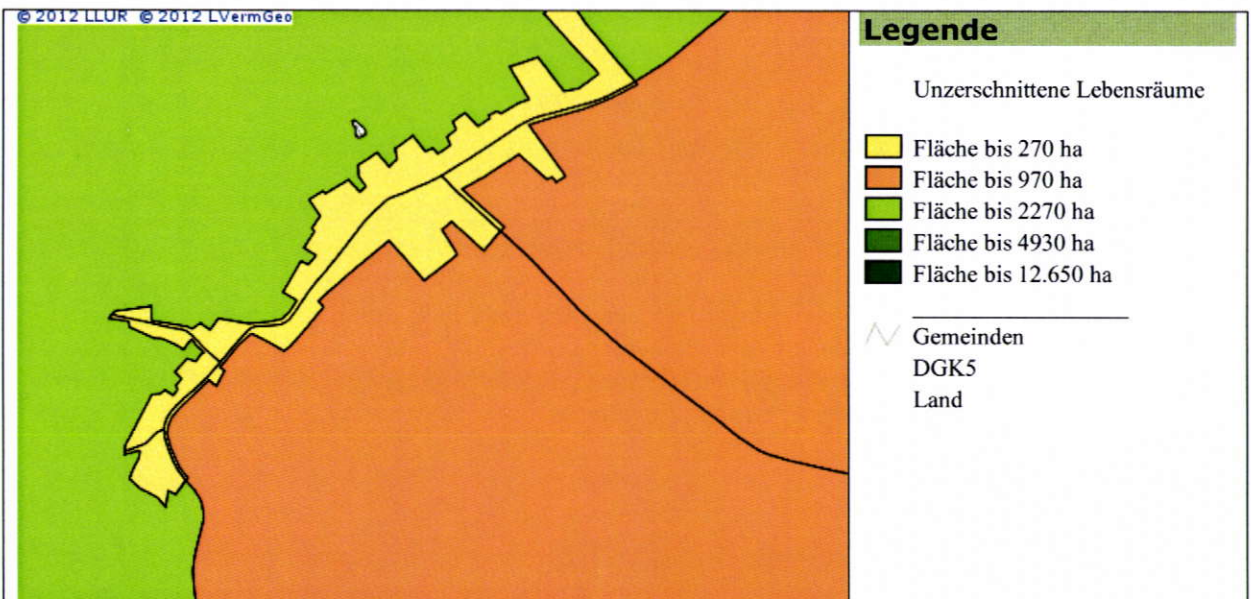 © 2012 LLUR © 2012 LVermGeo
Legende
Unzerschnittene Lebensräume
Fläche bis 270 ha
Fläche bis 970 ha
Fläche bis 2270 ha
Fläche bis 4930 ha
Fläche bis 12.650 ha
Gemeinden
DGK5
Land